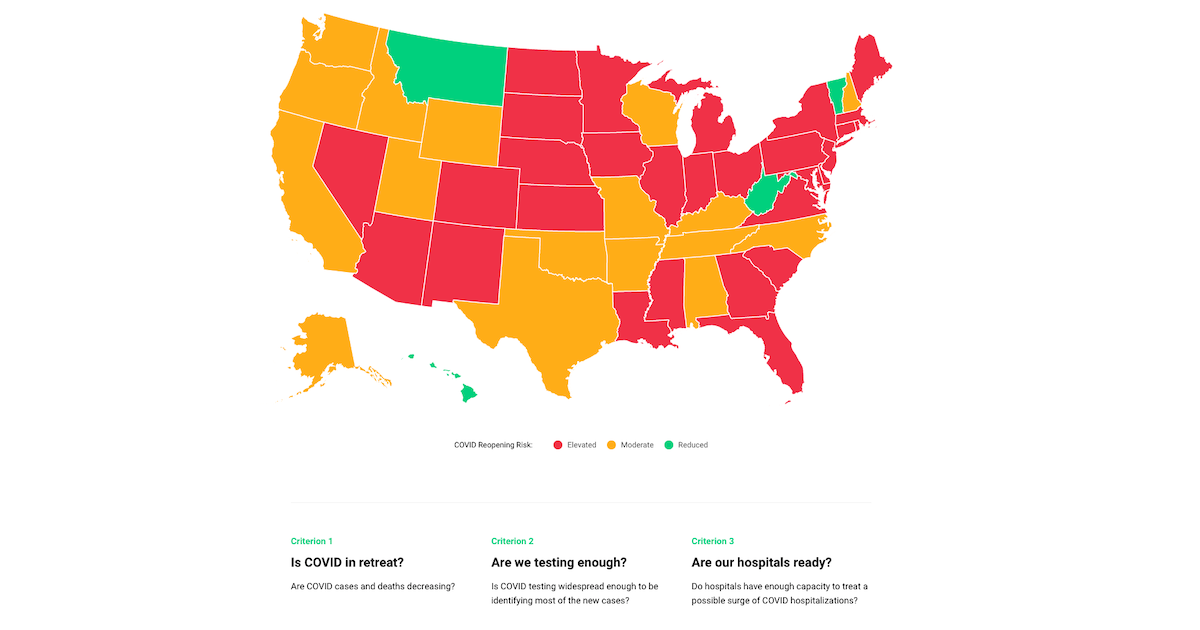 COVID Reopening Risk: Elevated Moderate Reduced
Criterion 1
Is COVID in retreat?
Are COVID cases and deaths decreasing?
Criterion 2
Are we testing enough?
Is COVID testing widespread enough to be
identifying most of the new cases?
Criterion 3
Are our hospitals ready?
Do hospitals have enough capacity to treat a
possible surge of COVID hospitalizations?